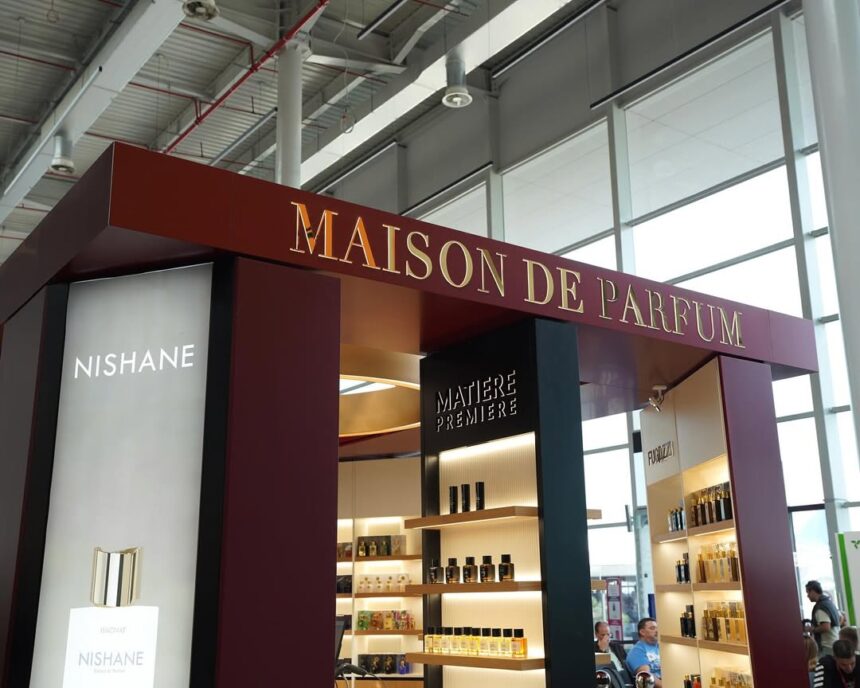 MAISON DE PARFUM
NISHANE
MATIERE
PREMIERE
FUGAZZI
NISHANE